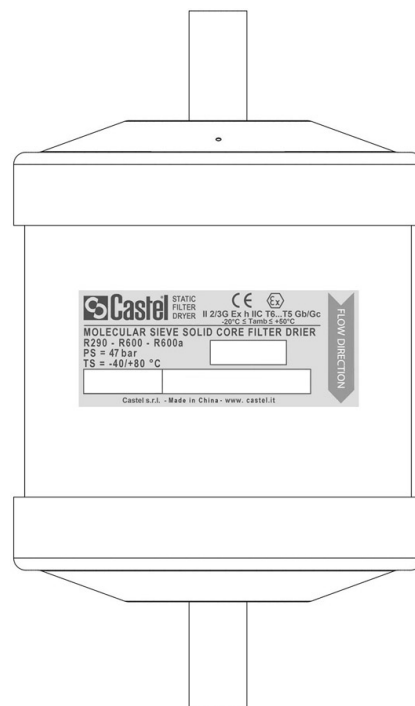 Castel
STATIC
FILTER
DRYER
CE Ex
II 2/3G Ex h IIC T6...T5 Gb/Gc
-20°C ≤ Tamb ≤ +50°C
MOLECULAR SIEVE SOLID CORE FILTER DRIER
R290 - R600 - R600a
PS = 47 bar
TS = -40/+80 °C
Castel s.r.l. - Made in China - www. castel.it
FLOW DIRECTION